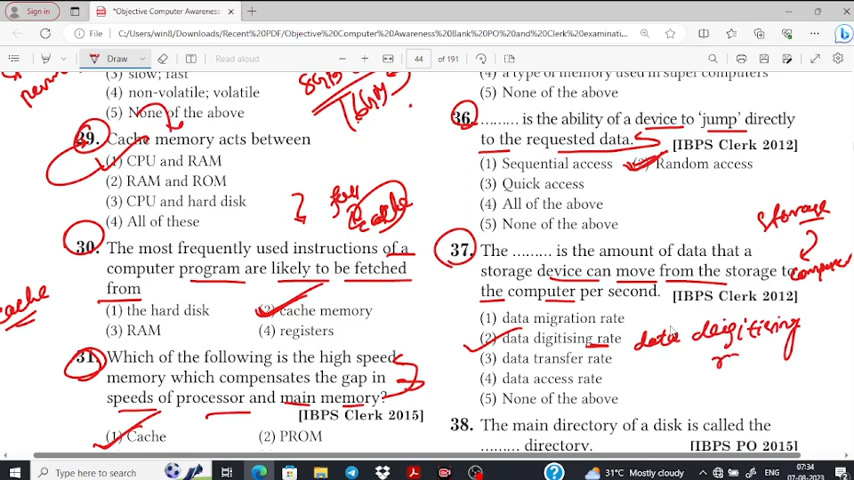 Sign in
*Objective Computer Awareness
C:/Users/win8/Downloads/Recent%20PDF/Objective%20Computer%20Awareness%20Bank%20PO%20and%20Clerk%20examinati...
Draw
Read aloud
44 of 191
(3) slow; fast
(4) non-volatile; volatile
(5) None of the above
29. Cache memory acts between
(1) CPU and RAM
(2) RAM and ROM
(3) CPU and hard disk
(4) All of these
cache
30. The most frequently used instructions of a
computer program are likely to be fetched
from
cache
(1) the hard disk
(2) cache memory
(3) RAM
(4) registers
31. Which of the following is the high speed
memory which compensates the gap in
speeds of processor and main memory?
[IBPS Clerk 2015]
(1) Cache
(2) PROM
(4) a type of memory used in super computers
(5) None of the above
36. ......... is the ability of a device to ‘jump’ directly
to the requested data.
[IBPS Clerk 2012]
(1) Sequential access
(2) Random access
(3) Quick access
(4) All of the above
(5) None of the above
storage
computer
37. The ......... is the amount of data that a
storage device can move from the storage to
the computer per second.
[IBPS Clerk 2012]
(1) data migration rate
(2) data digitising rate
(3) data transfer rate
(4) data access rate
(5) None of the above
data
38. The main directory of a disk is called the
......... directory.
[IBPS PO 2015]
Type here to search
31°C Mostly cloudy
ENG
07:34
07-08-2023